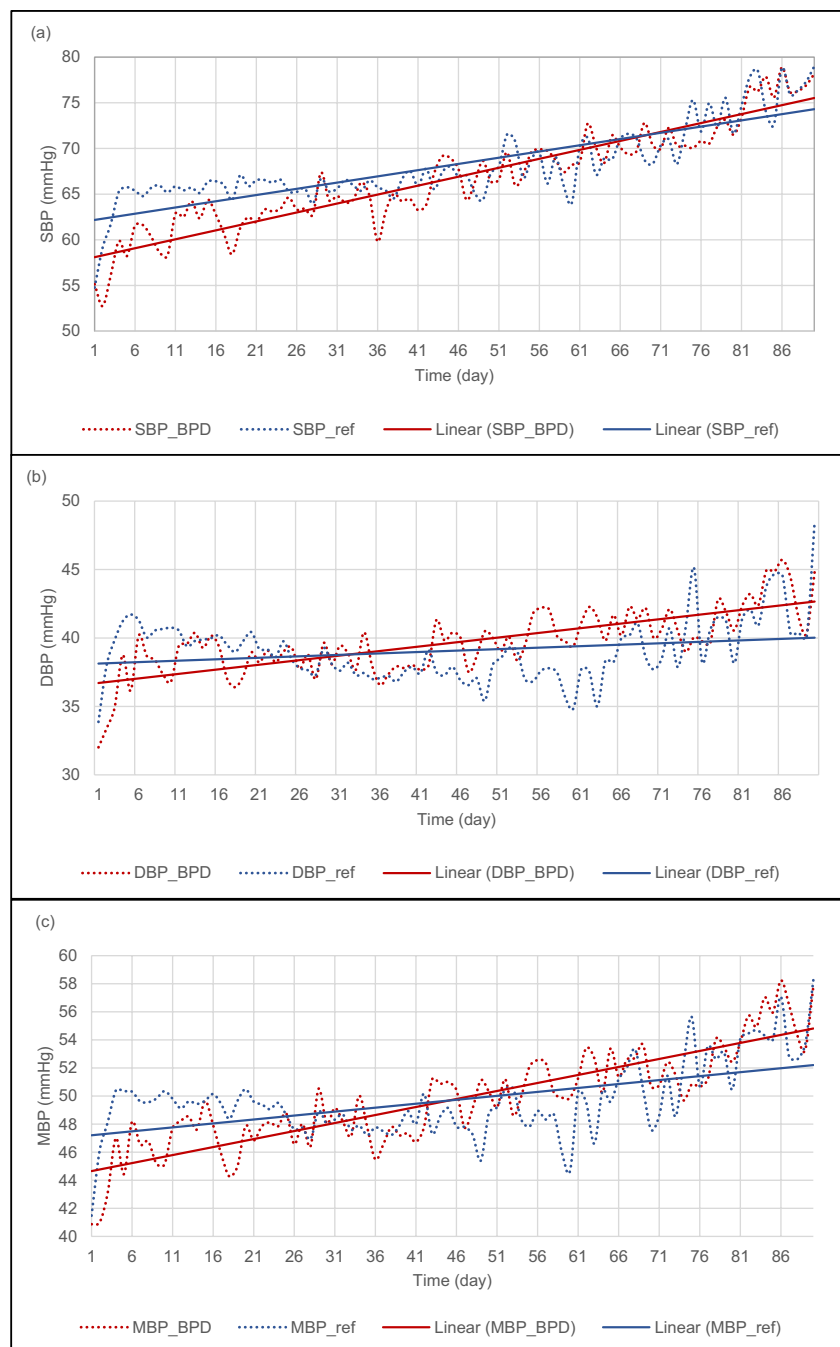 (a)
80
75
70
65
60
55
50
SBP (mmHg)
1 6 11 16 21 26 31 36 41 46 51 56 61 66 71 76 81 86
Time (day)
SBP_BPD SBP_ref Linear (SBP_BPD) Linear (SBP_ref)
(b)
50
45
40
35
30
DBP (mmHg)
1 6 11 16 21 26 31 36 41 46 51 56 61 66 71 76 81 86
Time (day)
DBP_BPD DBP_ref Linear (DBP_BPD) Linear (DBP_ref)
(c)
60
58
56
54
52
50
48
46
44
42
40
MBP (mmHg)
1 6 11 16 21 26 31 36 41 46 51 56 61 66 71 76 81 86
Time (day)
MBP_BPD MBP_ref Linear (MBP_BPD) Linear (MBP_ref)